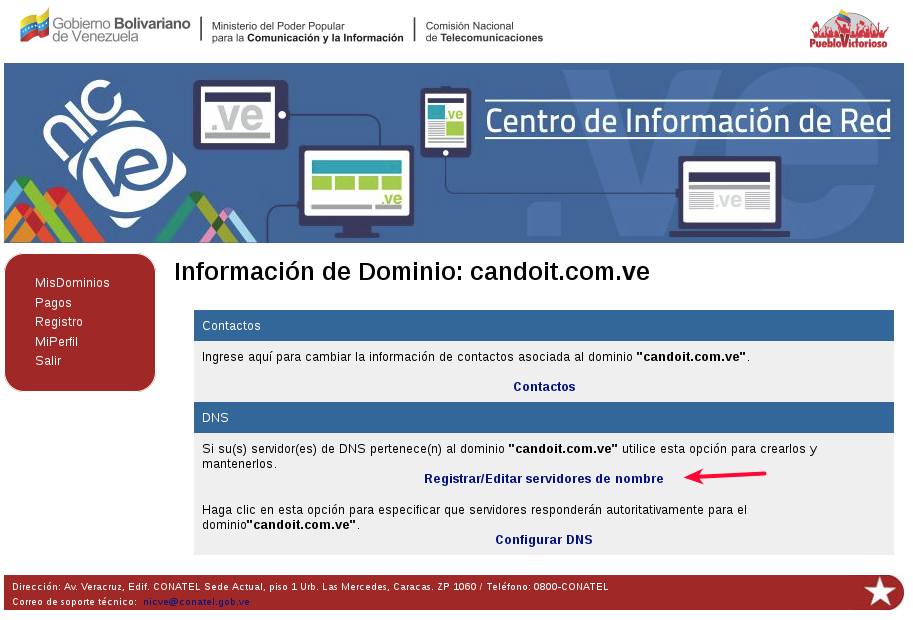 Gobierno Bolivariano
de Venezuela
Ministerio del Poder Popular
para la Comunicación y la Información
Comisión Nacional
de Telecomunicaciones
PuebloVictorioso
nic
ve
.ve
.ve
.ve
.ve
.ve
Centro de Información de Red
MisDominios
Pagos
Registro
MiPerfil
Salir
Información de Dominio: candoit.com.ve
Contactos
Ingrese aquí para cambiar la información de contactos asociada al dominio "candoit.com.ve".
Contactos
DNS
Si su(s) servidor(es) de DNS pertenece(n) al dominio "candoit.com.ve" utilice esta opción para crearlos y
mantenerlos.
Registrar/Editar servidores de nombre
Haga clic en esta opción para especificar que servidores responderán autoritativamente para el
dominio"candoit.com.ve".
Configurar DNS
Dirección: Av. Veracruz, Edif. CONATEL Sede Actual, piso 1 Urb. Las Mercedes, Caracas. ZP 1060 / Teléfono: 0800-CONATEL
Correo de soporte técnico: nicve@conatel.gob.ve